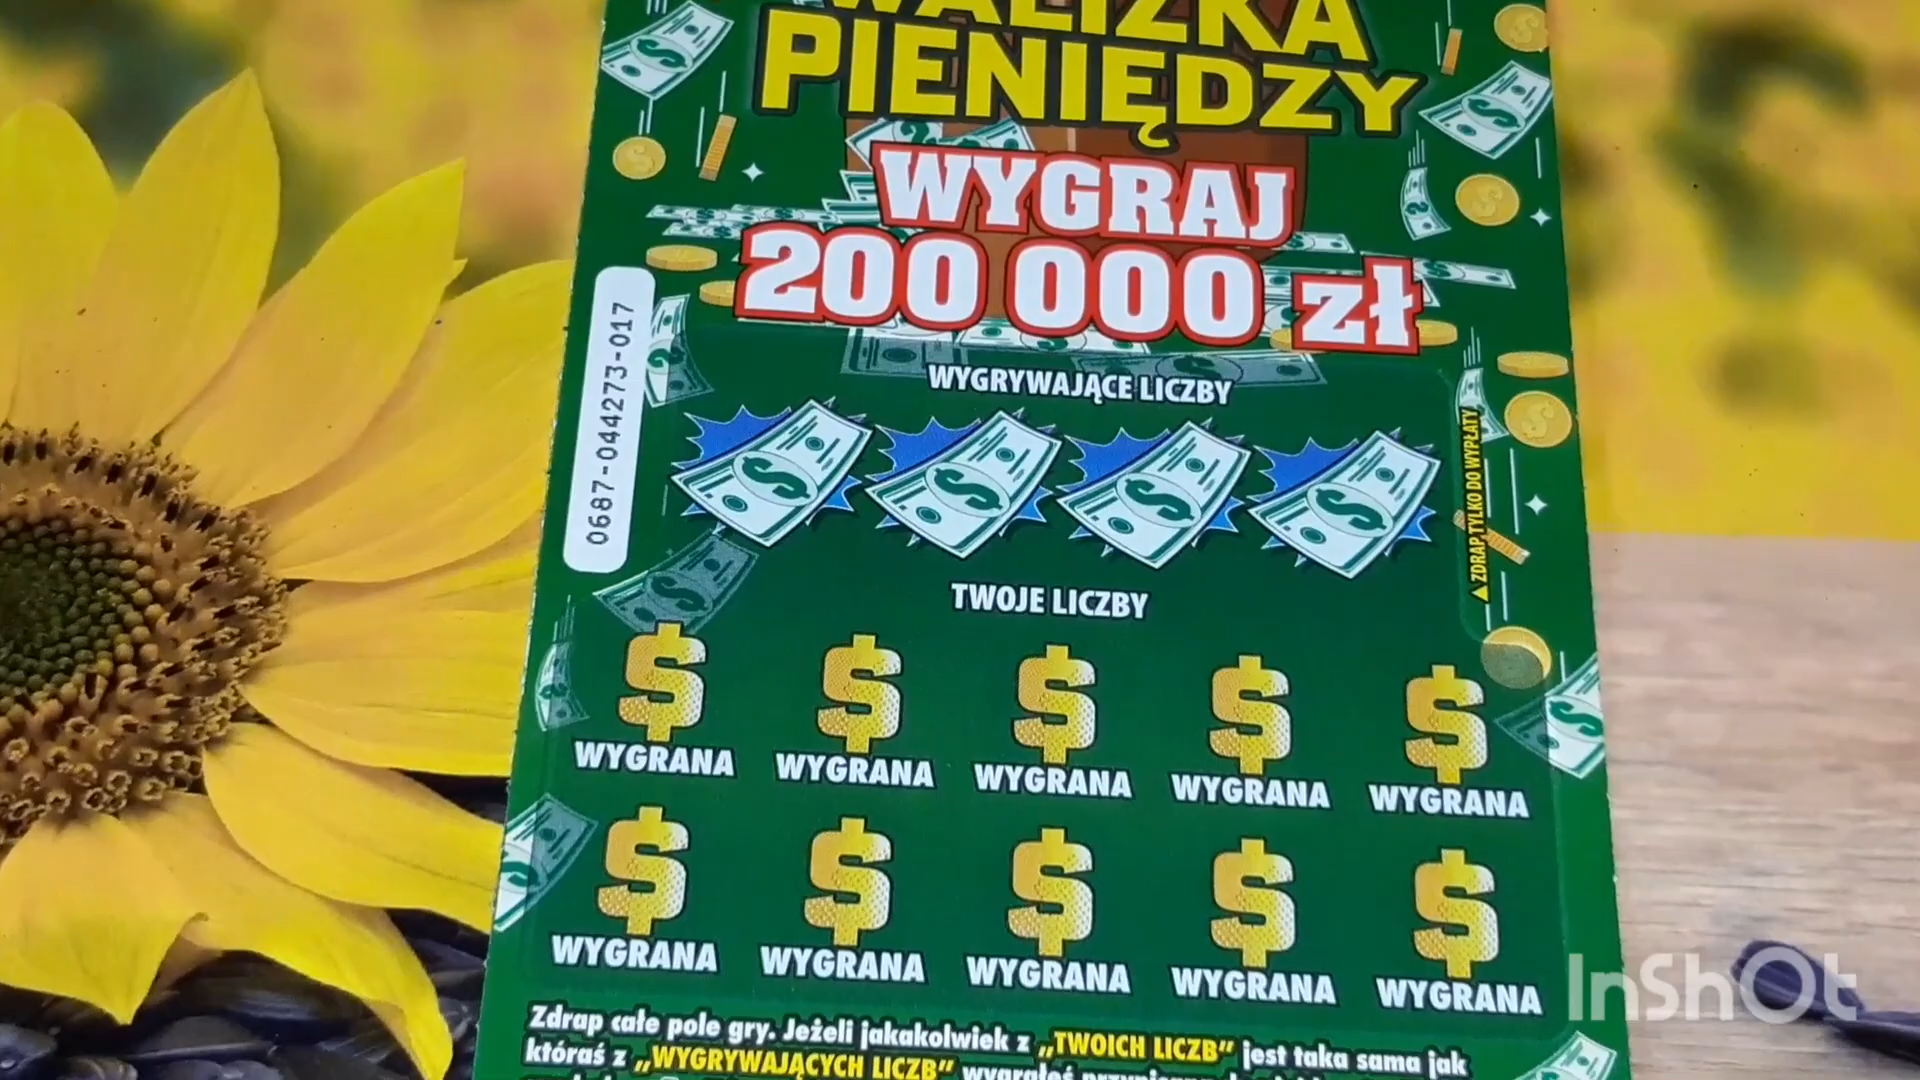 WALIZKA
PIENIĘDZY
WYGRAJ
200 000 zł
0687-044273-017
WYGRYWAJĄCE LICZBY
ZDRAP TYLKO DO WYPŁATY
TWOJE LICZBY
WYGRANA WYGRANA WYGRANA WYGRANA WYGRANA
WYGRANA WYGRANA WYGRANA WYGRANA WYGRANA
Zdrap całe pole gry. Jeżeli jakakolwiek z „TWOICH LICZB” jest taka sama jak
któraś z „WYGRYWAJĄCYCH LICZB”
InShOt